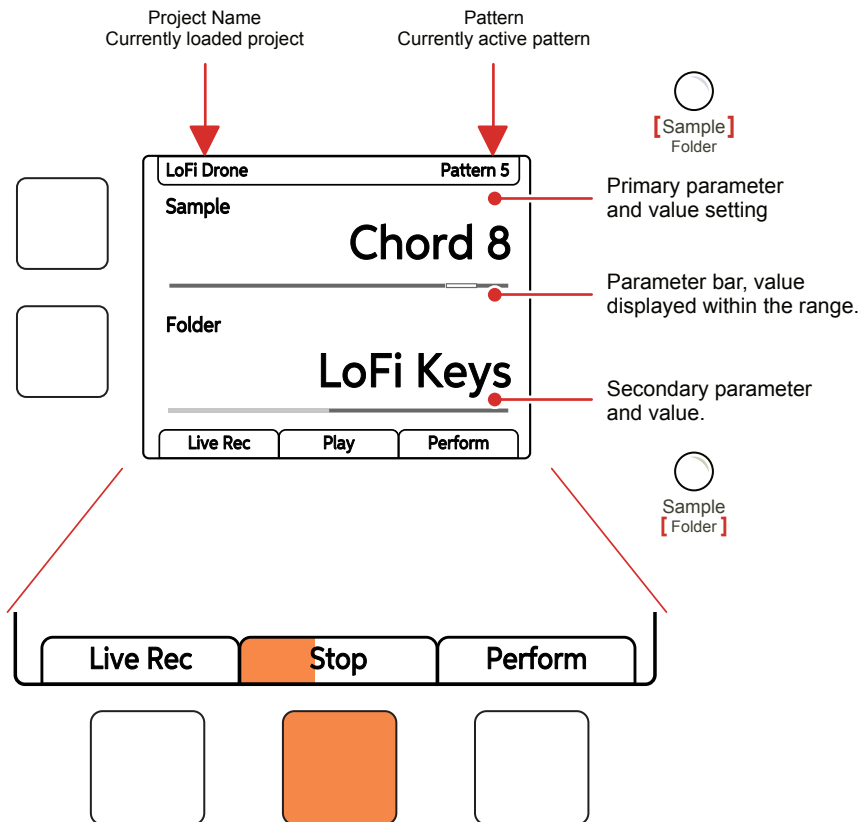 Project Name
Currently loaded project
Pattern
Currently active pattern
[Sample]
Folder
LoFi Drone
Pattern 5
Sample
Chord 8
Primary parameter
and value setting
Parameter bar, value
displayed within the range.
Folder
LoFi Keys
Secondary parameter
and value.
Live Rec
Play
Perform
Sample
[Folder]
Live Rec
Stop
Perform